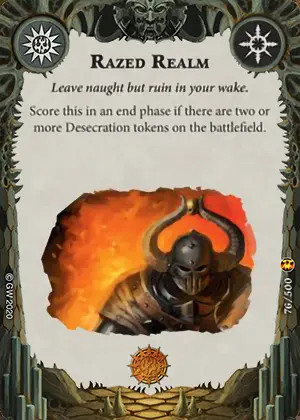 Razed Realm
Leave naught but ruin in your wake.
Score this in an end phase if there are two or
more Desecration tokens on the battlefield.
© GW 2020
76/500